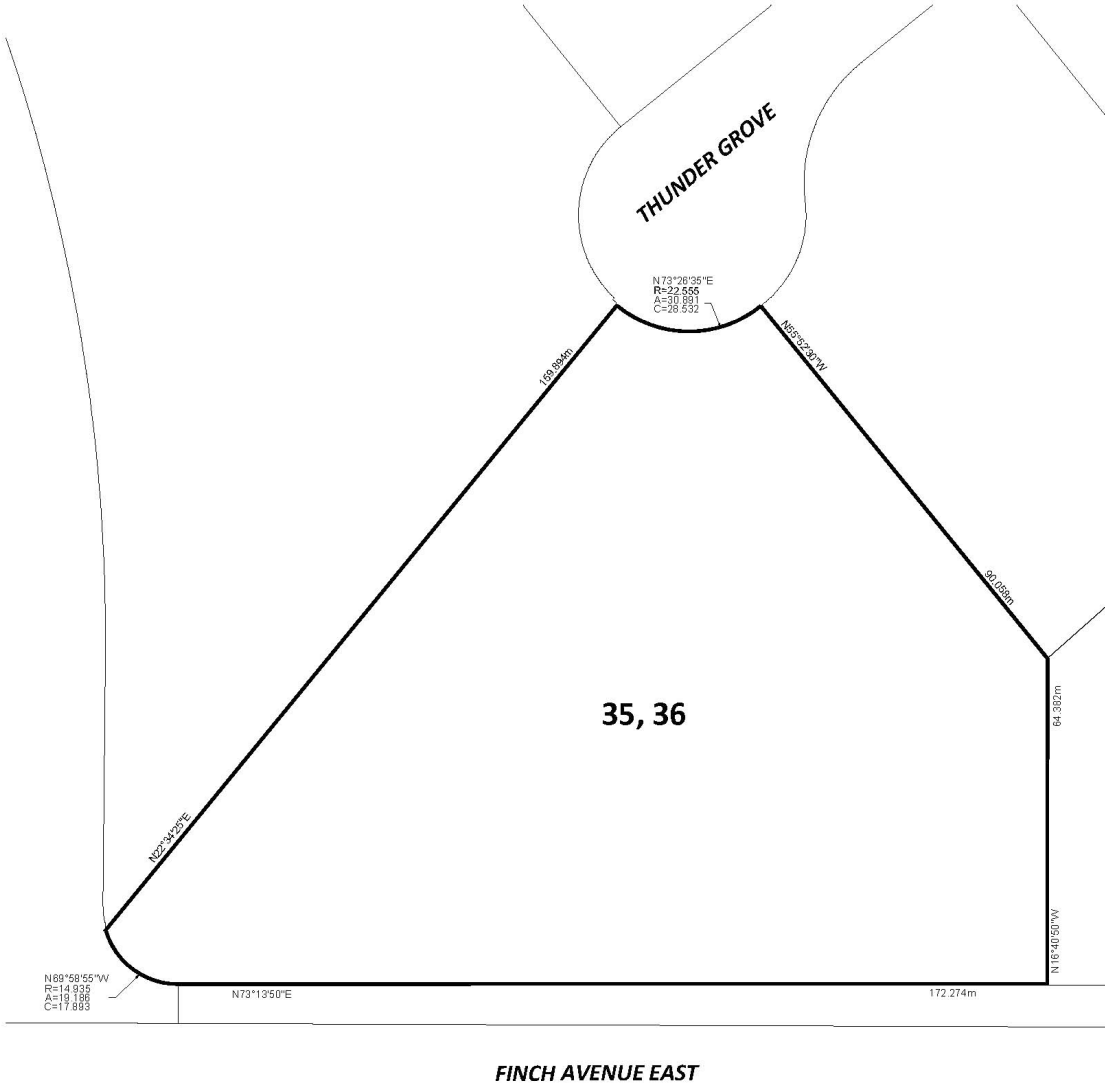 THUNDER GROVE
N73°26'35"E
R=22.555
A=30.891
C=28.532
N55°52'30"W
159.894m
90.058m
64.382m
35, 36
N22°34'25"E
N16°40'50"W
N69°58'55"W
R=14.935
A=19.186
C=17.893
N73°13'50"E
172.274m
FINCH AVENUE EAST